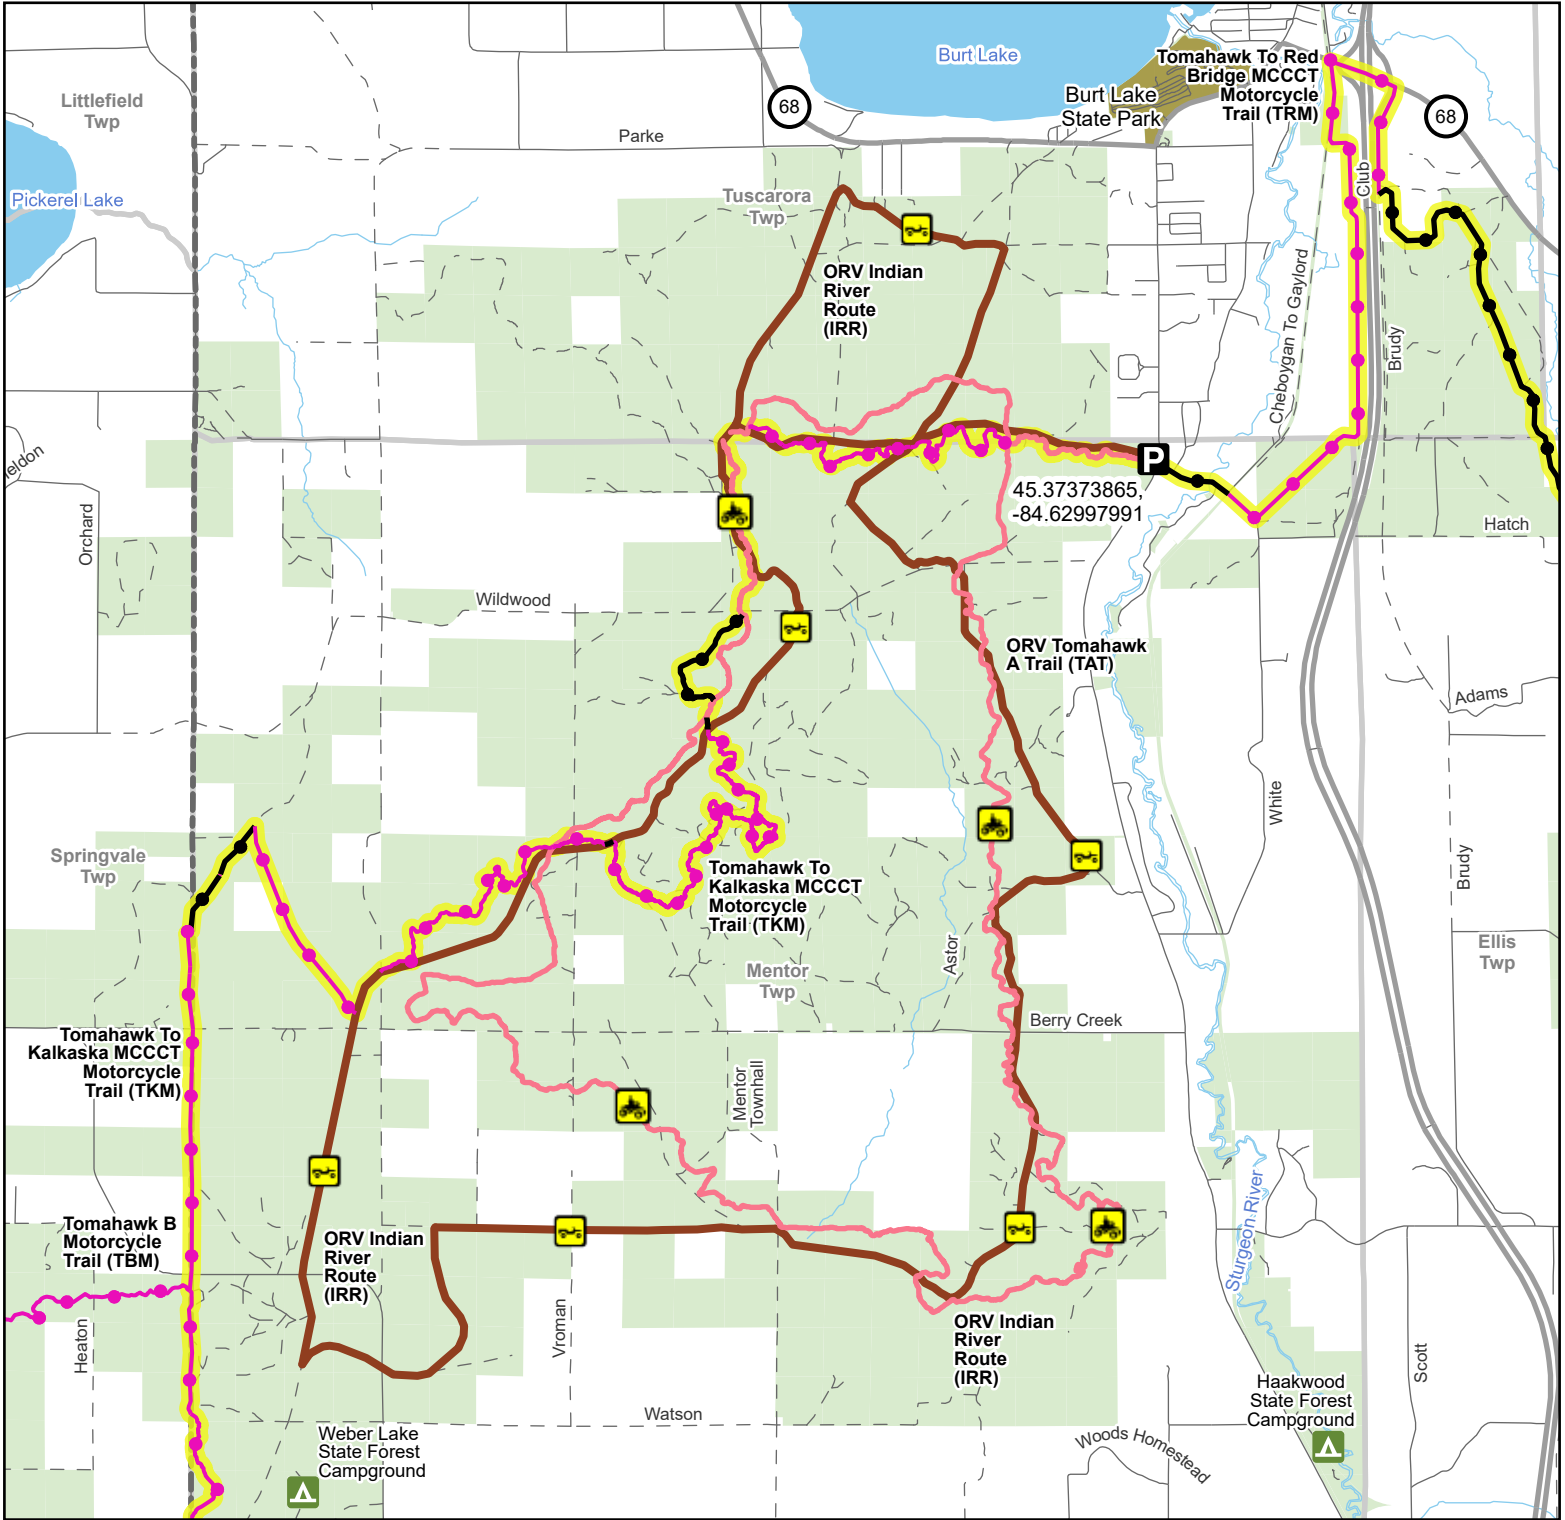 Burt Lake
Tomahawk To Red
Bridge MCCCT
Motorcycle
Trail (TRM)
Littlefield
Twp
68
Burt Lake
State Park
68
Parke
Club
Pickerel Lake
Tuscarora
Twp
ORV Indian
River
Route
(IRR)
Cheboygan To Gaylord
Brudy
P
45.37373865,
-84.62997991
Orchard
Hatch
Wildwood
ORV Tomahawk
A Trail (TAT)
Adams
White
Springvale
Twp
Tomahawk To
Kalkaska MCCCT
Motorcycle
Trail (TKM)
Brudy
Astor
Ellis
Twp
Mentor
Twp
Berry Creek
Tomahawk To
Kalkaska MCCCT
Motorcycle
Trail (TKM)
Mentor
Townhall
Sturgeon River
Tomahawk B
Motorcycle
Trail (TBM)
ORV Indian
River
Route
(IRR)
Heaton
Vroman
ORV Indian
River
Route
(IRR)
Scott
Haakwood
State Forest
Campground
Watson
Weber Lake
State Forest
Campground
Woods Homestead